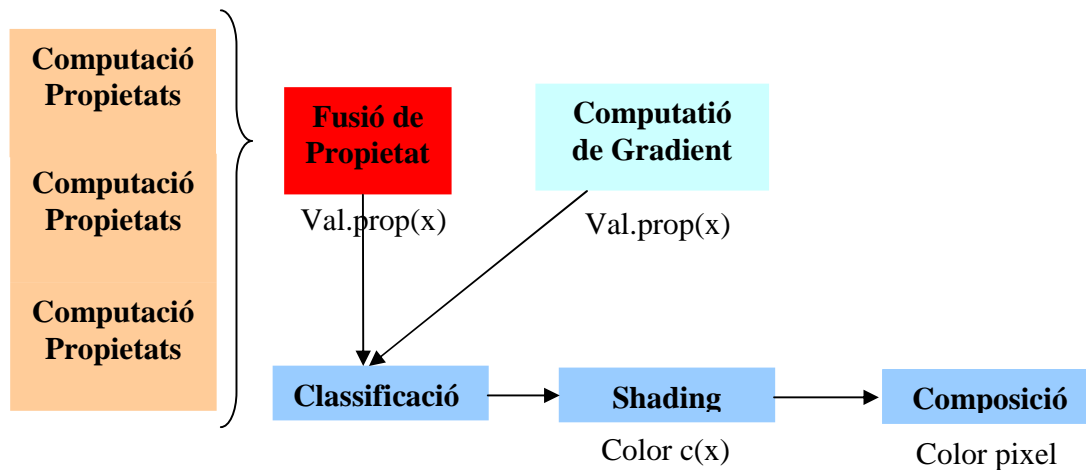 Computació
Propietats
Computació
Propietats
Computació
Propietats
Fusió de
Propietat
Val.prop(x)
Computatió
de Gradient
Val.prop(x)
Classificació
Shading
Color c(x)
Composició
Color pixel